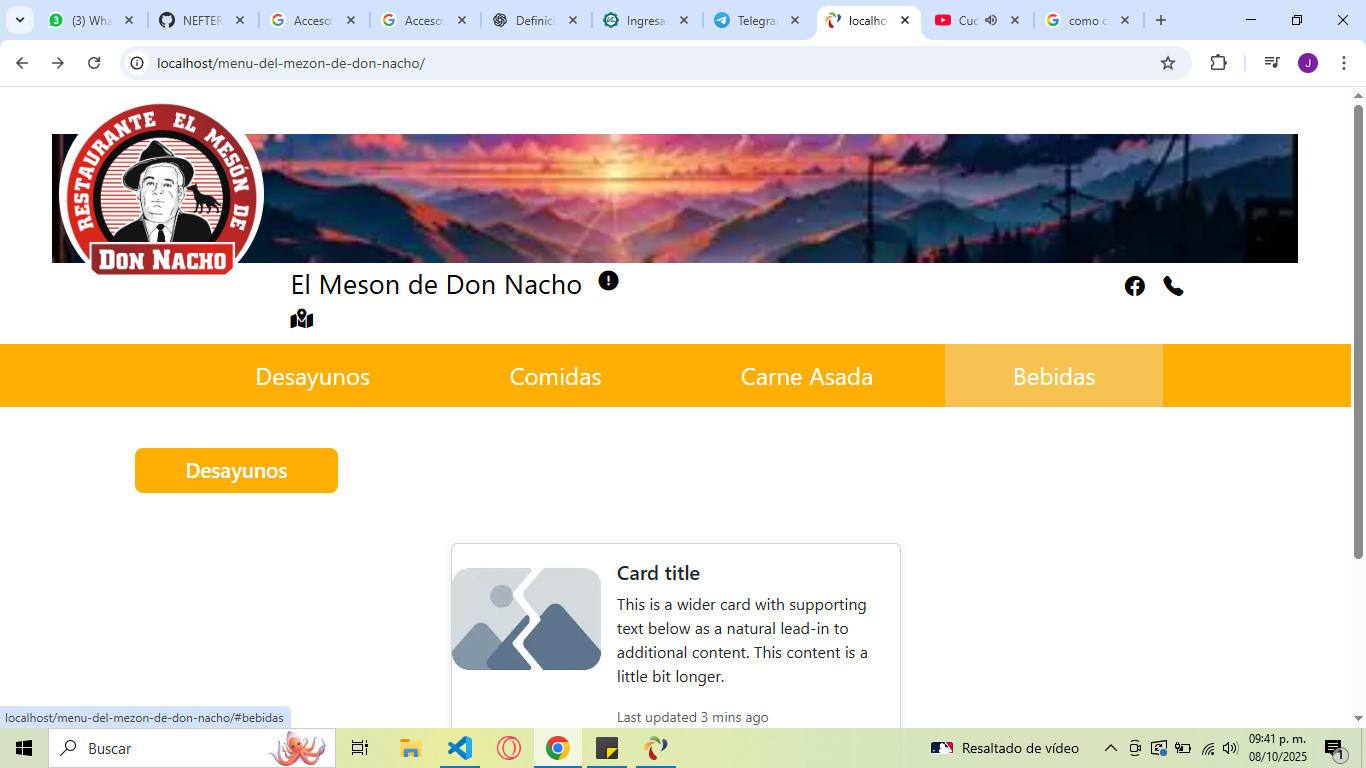 3
(3) Wha
NEFTER
Acceso
Acceso
Definici
Ingresa
Telegra
localho
Cuc
como c
localhost/menu-del-mezon-de-don-nacho/
J
RESTAURANTE EL MESÓN DE
DON NACHO
El Meson de Don Nacho
Desayunos
Comidas
Carne Asada
Bebidas
Desayunos
Card title
This is a wider card with supporting
text below as a natural lead-in to
additional content. This content is a
little bit longer.
Last updated 3 mins ago
localhost/menu-del-mezon-de-don-nacho/#bebidas
Buscar
Resaltado de vídeo
09:41 p. m.
08/10/2025
1